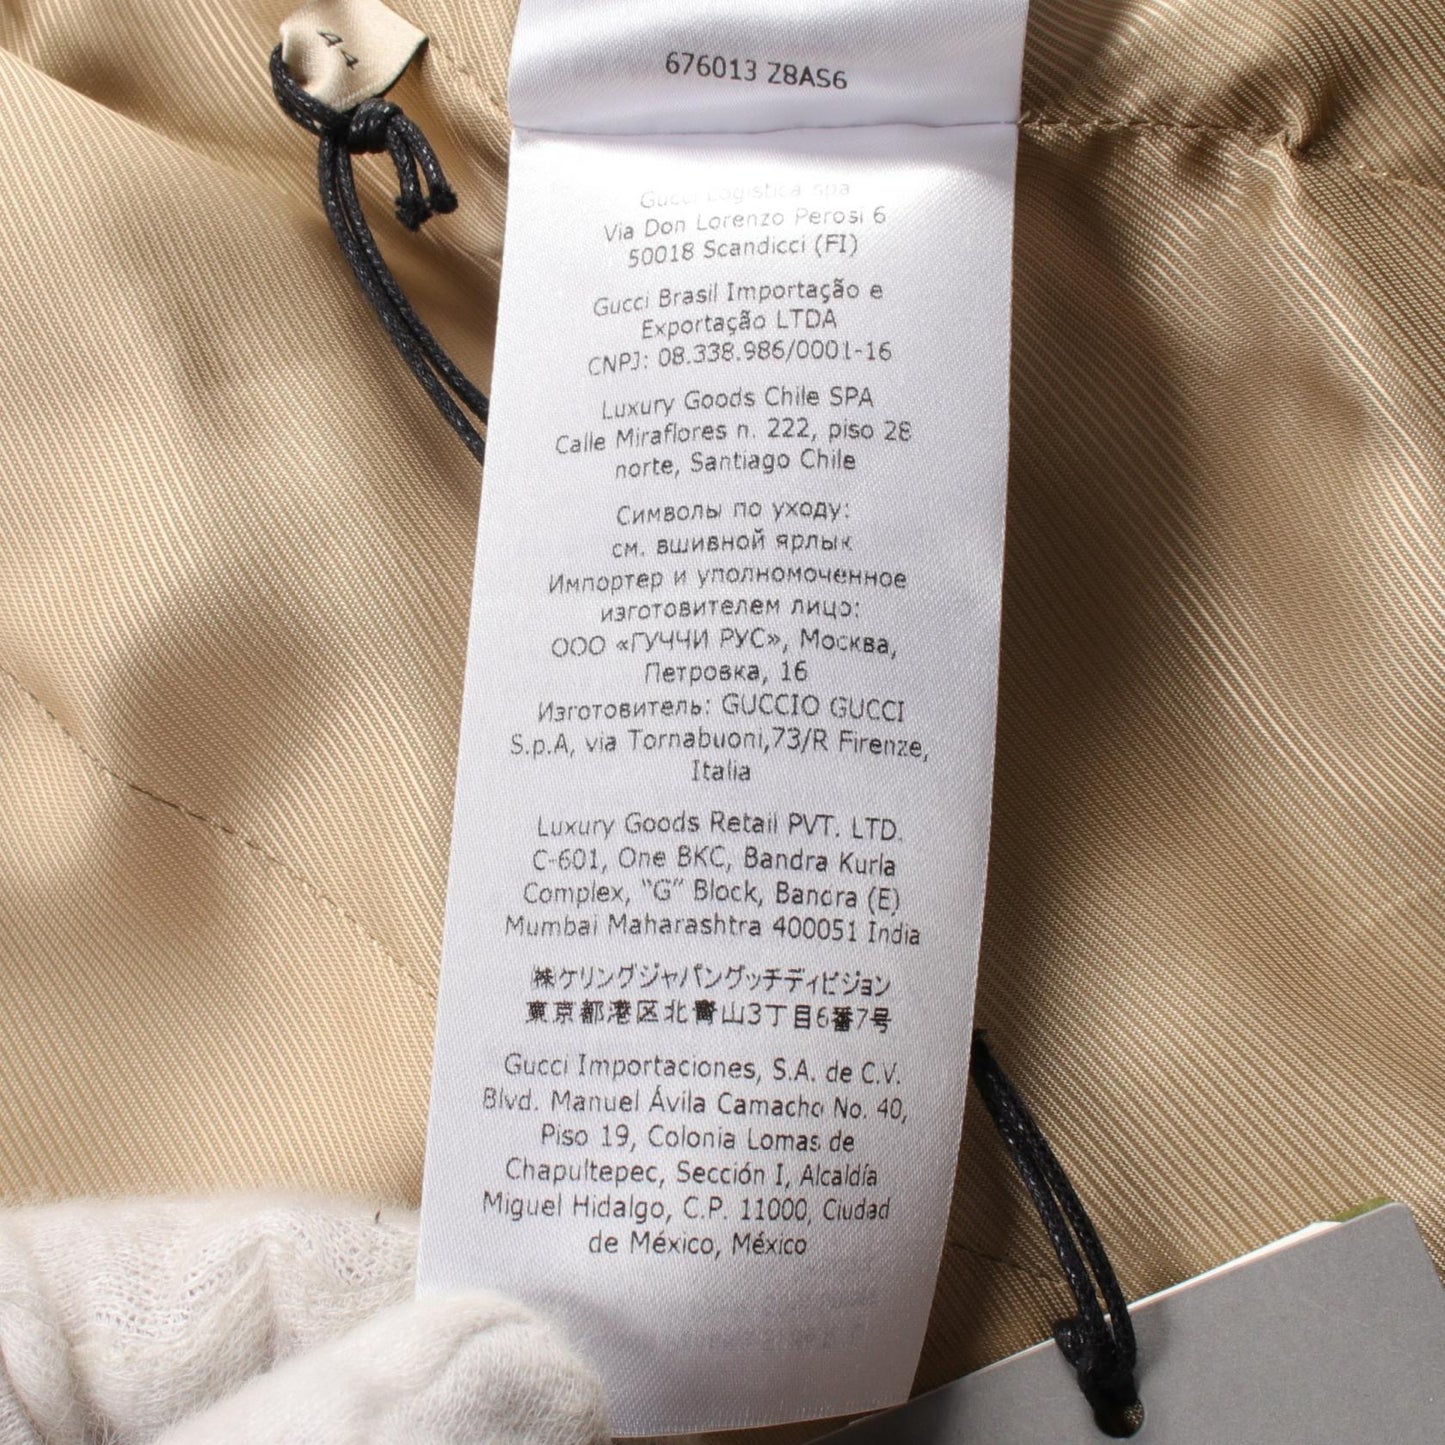 44
676013 Z8AS6
Gucci Logistica spa
Via Don Lorenzo Perosi 6
50018 Scandicci (FI)
Gucci Brasil Importação e
Exportação LTDA
CNPJ: 08.338.986/0001-16
Luxury Goods Chile SPA
Calle Miraflores n. 222, piso 28
norte, Santiago Chile
Символы по уходу:
см. вшивной ярлык
Импортер и уполномоченное
изготовителем лицо:
ООО «ГУЧЧИ РУС», Москва,
Петровка, 16
Изготовитель: GUCCIO GUCCI
S.p.A, via Tornabuoni,73/R Firenze,
Italia
Luxury Goods Retail PVT. LTD.
C-601, One BKC, Bandra Kurla
Complex, "G" Block, Bandra (E)
Mumbai Maharashtra 400051 India
㈱ケリングジャパングッチディビジョン
東京都港区北青山3丁目6番7号
Gucci Importaciones, S.A. de C.V.
Blvd. Manuel Ávila Camacho No. 40,
Piso 19, Colonia Lomas de
Chapultepec, Sección I, Alcaldía
Miguel Hidalgo, C.P. 11000, Ciudad
de México, México